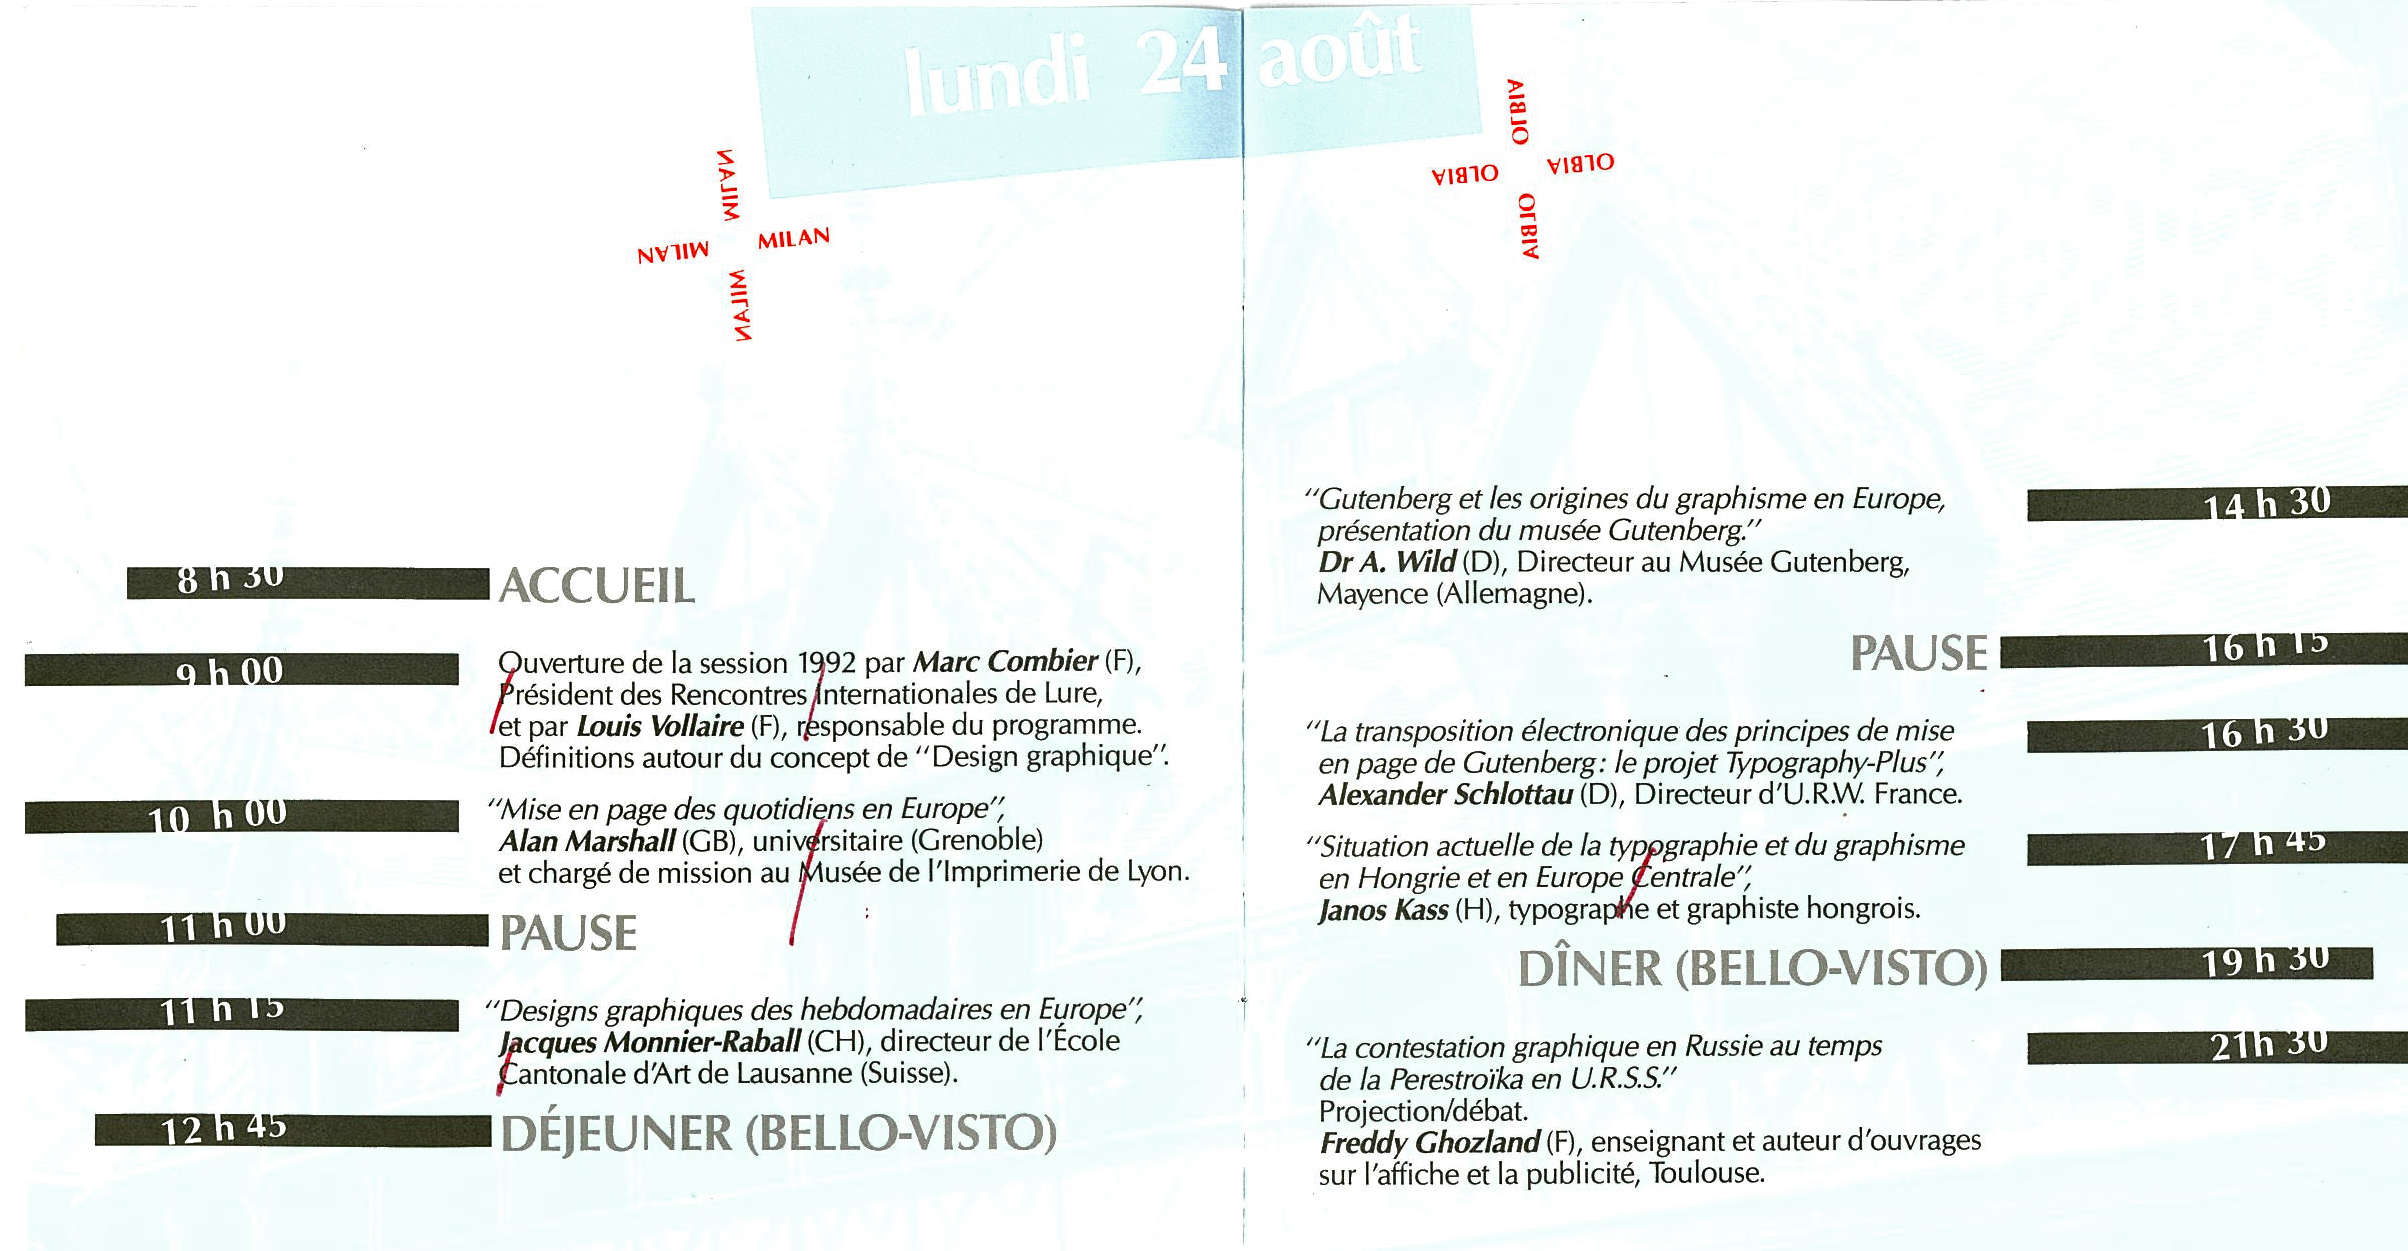 lundi 24 août
MILAN
MILAN
MILAN
MILAN
OLBIA
OLBIA
OLBIA
OLBIA
8 h 30 ACCUEIL
9 h 00
Ouverture de la session 1992 par Marc Combier (F),
Président des Rencontres Internationales de Lure,
et par Louis Vollaire (F), responsable du programme.
Définitions autour du concept de "Design graphique".
10 h 00
"Mise en page des quotidiens en Europe",
Alan Marshall (GB), universitaire (Grenoble)
et chargé de mission au Musée de l'Imprimerie de Lyon.
11 h 00 PAUSE
11 h 15
"Designs graphiques des hebdomadaires en Europe",
Jacques Monnier-Raball (CH), directeur de l'École
Cantonale d'Art de Lausanne (Suisse).
12 h 45 DÉJEUNER (BELLO-VISTO)
"Gutenberg et les origines du graphisme en Europe, 14 h 30
présentation du musée Gutenberg."
Dr A. Wild (D), Directeur au Musée Gutenberg,
Mayence (Allemagne).
PAUSE 16 h 15
"La transposition électronique des principes de mise 16 h 30
en page de Gutenberg : le projet Typography-Plus",
Alexander Schlottau (D), Directeur d'U.R.W. France.
"Situation actuelle de la typographie et du graphisme 17 h 45
en Hongrie et en Europe Centrale",
Janos Kass (H), typographe et graphiste hongrois.
DÎNER (BELLO-VISTO) 19 h 30
"La contestation graphique en Russie au temps 21h 30
de la Perestroïka en U.R.S.S."
Projection/débat.
Freddy Ghozland (F), enseignant et auteur d'ouvrages
sur l'affiche et la publicité, Toulouse.